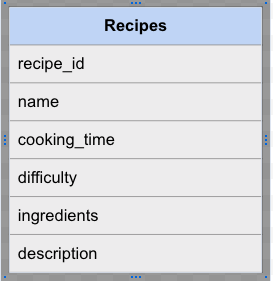 Recipes
recipe_id
name
cooking_time
difficulty
ingredients
description